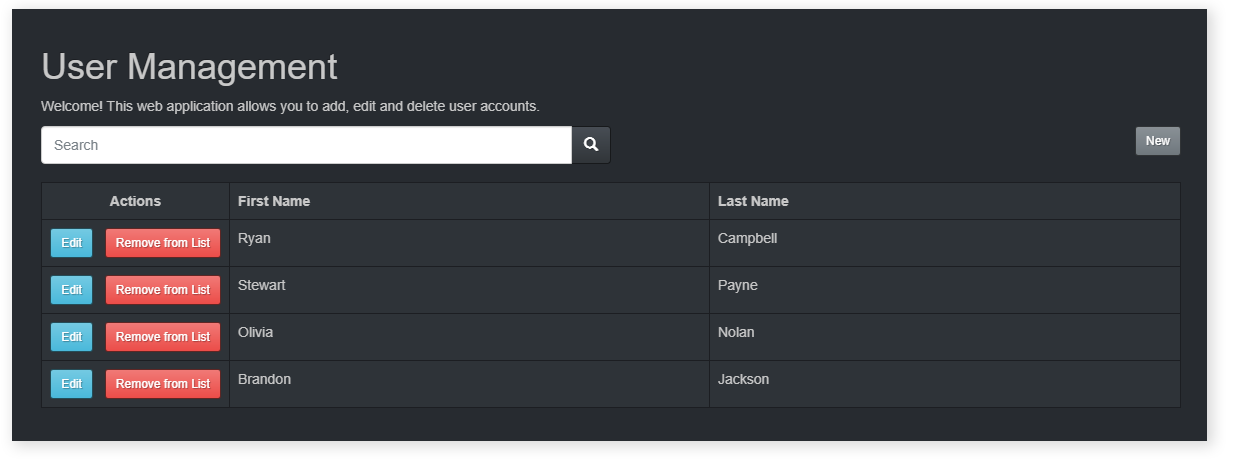 User Management
Welcome! This web application allows you to add, edit and delete user accounts.
Search
New
Actions First Name Last Name
Edit Remove from List Ryan Campbell
Edit Remove from List Stewart Payne
Edit Remove from List Olivia Nolan
Edit Remove from List Brandon Jackson